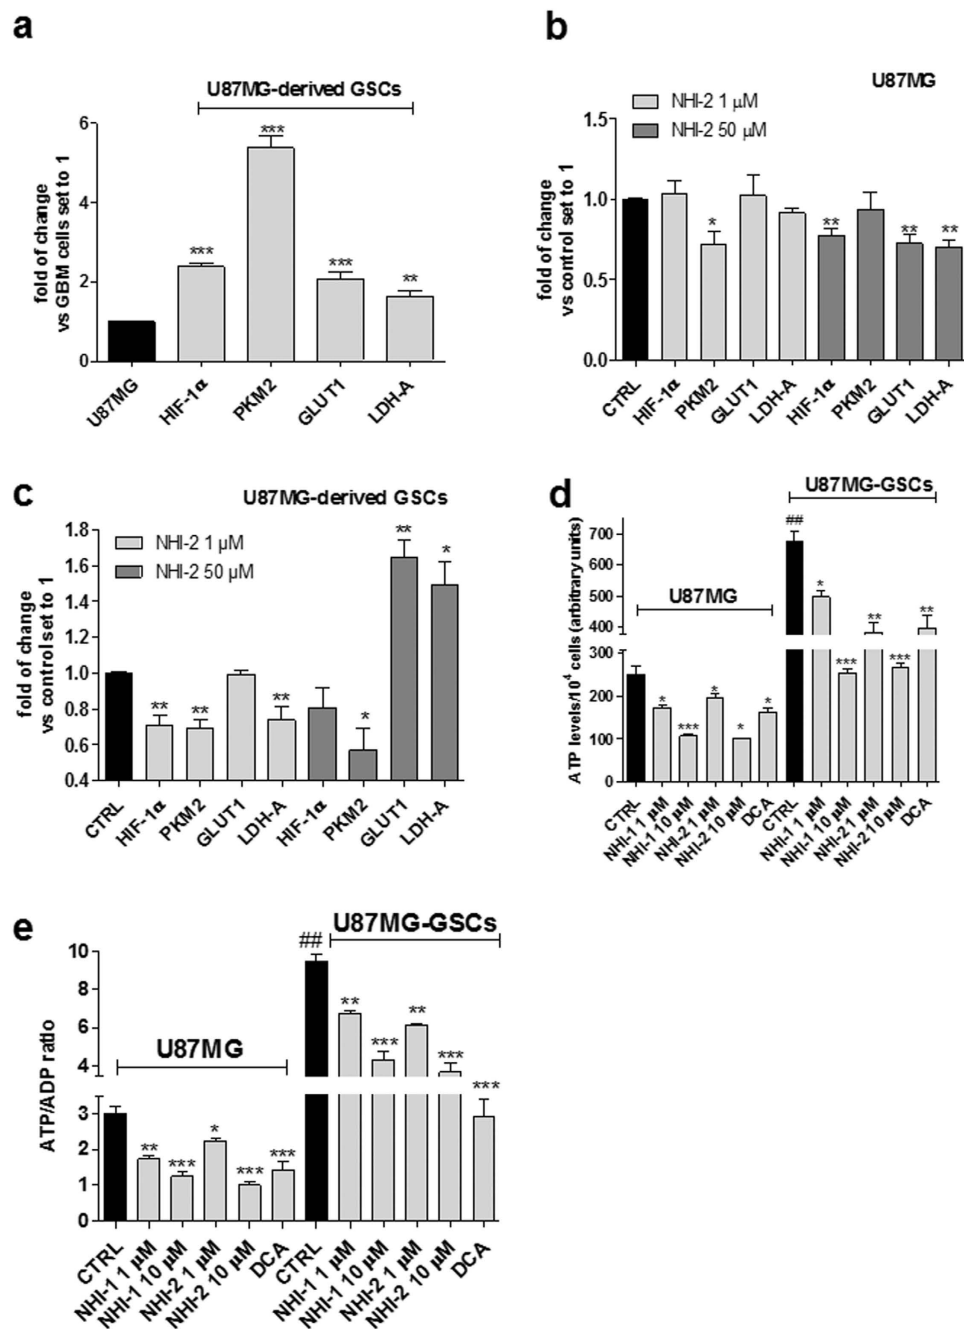 a
U87MG-derived GSCs
fold of change
vs GBM cells set to 1
6
4
2
0
***
***
***
**
U87MG
HIF-1α
PKM2
GLUT1
LDH-A
b
U87MG
NHI-2 1 µM
NHI-2 50 µM
fold of change
vs control set to 1
1.5
1.0
0.5
0.0
*
**
**
**
CTRL
HIF-1α
PKM2
GLUT1
LDH-A
HIF-1α
PKM2
GLUT1
LDH-A
c
U87MG-derived GSCs
NHI-2 1 µM
NHI-2 50 µM
fold of change
vs control set to 1
1.8
1.6
1.4
1.2
1.0
0.8
0.6
0.4
**
**
**
*
**
*
CTRL
HIF-1α
PKM2
GLUT1
LDH-A
HIF-1α
PKM2
GLUT1
LDH-A
d
U87MG-GSCs
U87MG
ATP levels/10⁴ cells (arbitrary units)
700
600
500
400
300
200
100
0
*
***
*
*
*
##
*
***
**
***
**
CTRL
NHI-1 1 µM
NHI-1 10 µM
NHI-2 1 µM
NHI-2 10 µM
DCA
CTRL
NHI-1 1 µM
NHI-1 10 µM
NHI-2 1 µM
NHI-2 10 µM
DCA
e
U87MG-GSCs
U87MG
ATP/ADP ratio
10
8
6
4
3
2
1
0
**
***
*
***
***
##
**
***
**
***
***
CTRL
NHI-1 1 µM
NHI-1 10 µM
NHI-2 1 µM
NHI-2 10 µM
DCA
CTRL
NHI-1 1 µM
NHI-1 10 µM
NHI-2 1 µM
NHI-2 10 µM
DCA